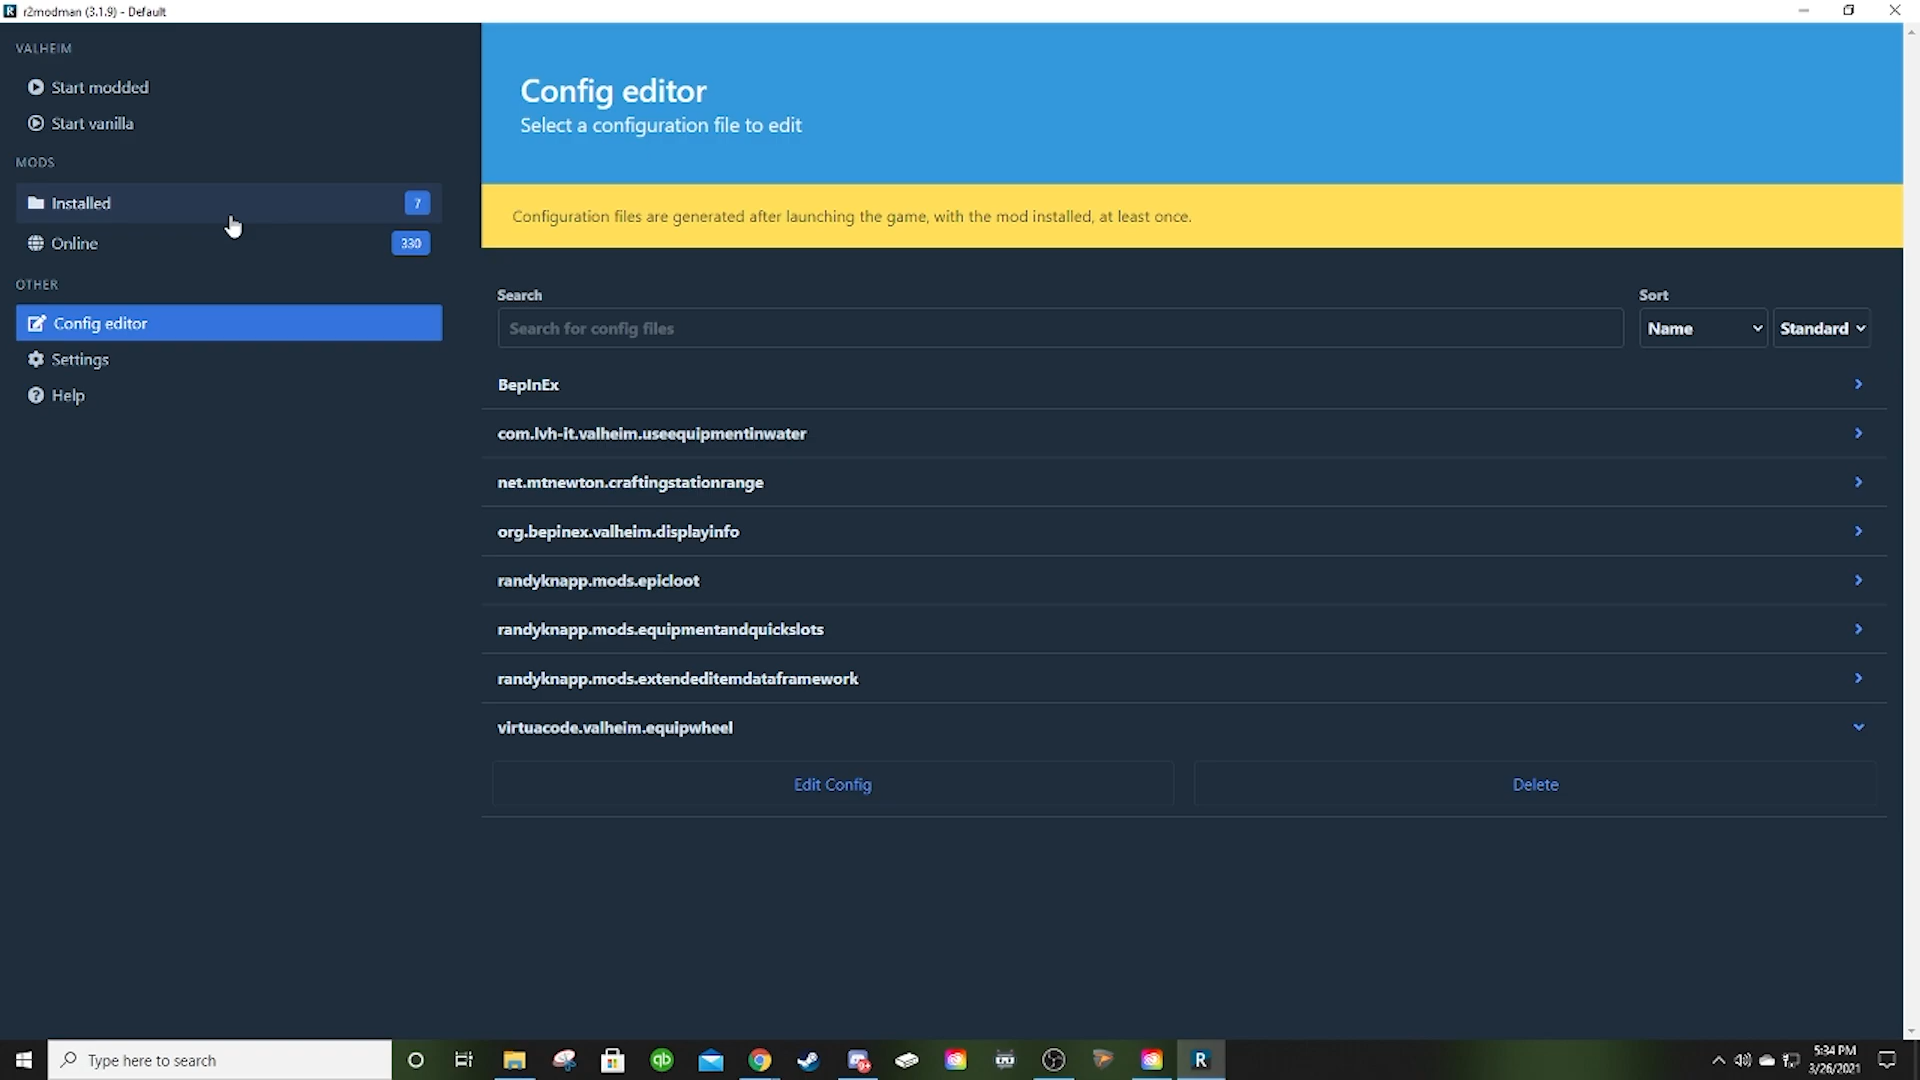 r2modman (3.1.9) - Default
VALHEIM
Start modded
Start vanilla
MODS
Installed 7
Online 330
OTHER
Config editor
Settings
Help
Config editor
Select a configuration file to edit
Configuration files are generated after launching the game, with the mod installed, at least once.
Search Sort
Search for config files Name Standard
BepInEx
com.lvh-it.valheim.useequipmentinwater
net.mtnewton.craftingstationrange
org.bepinex.valheim.displayinfo
randyknapp.mods.epicloot
randyknapp.mods.equipmentandquickslots
randyknapp.mods.extendeditemdataframework
virtuacode.valheim.equipwheel
Edit Config Delete
Type here to search
qb
R
5:34 PM
3/26/2021